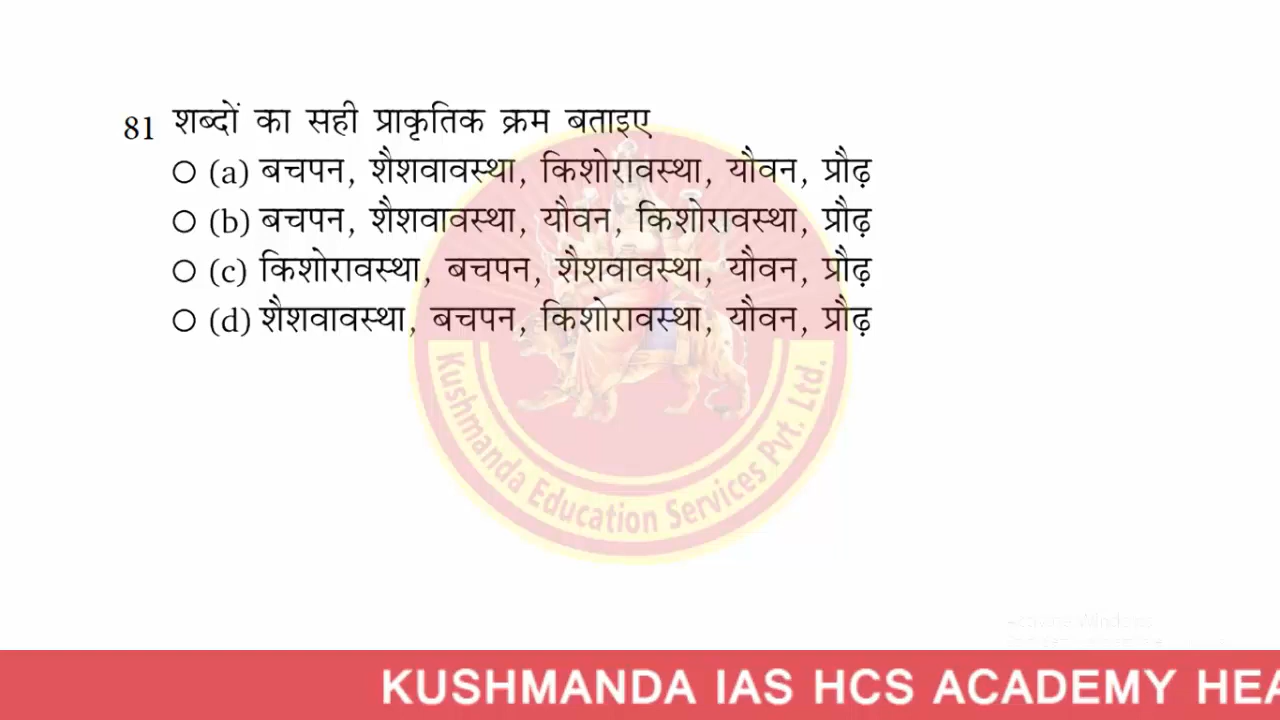 81 शब्दों का सही प्राकृतिक क्रम बताइए
(a) बचपन, शैशवावस्था, किशोरावस्था, यौवन, प्रौढ़
(b) बचपन, शैशवावस्था, यौवन, किशोरावस्था, प्रौढ़
(c) किशोरावस्था, बचपन, शैशवावस्था, यौवन, प्रौढ़
(d) शैशवावस्था, बचपन, किशोरावस्था, यौवन, प्रौढ़
Kushmanda Education Services Pvt. Ltd.
KUSHMANDA IAS HCS ACADEMY HEA